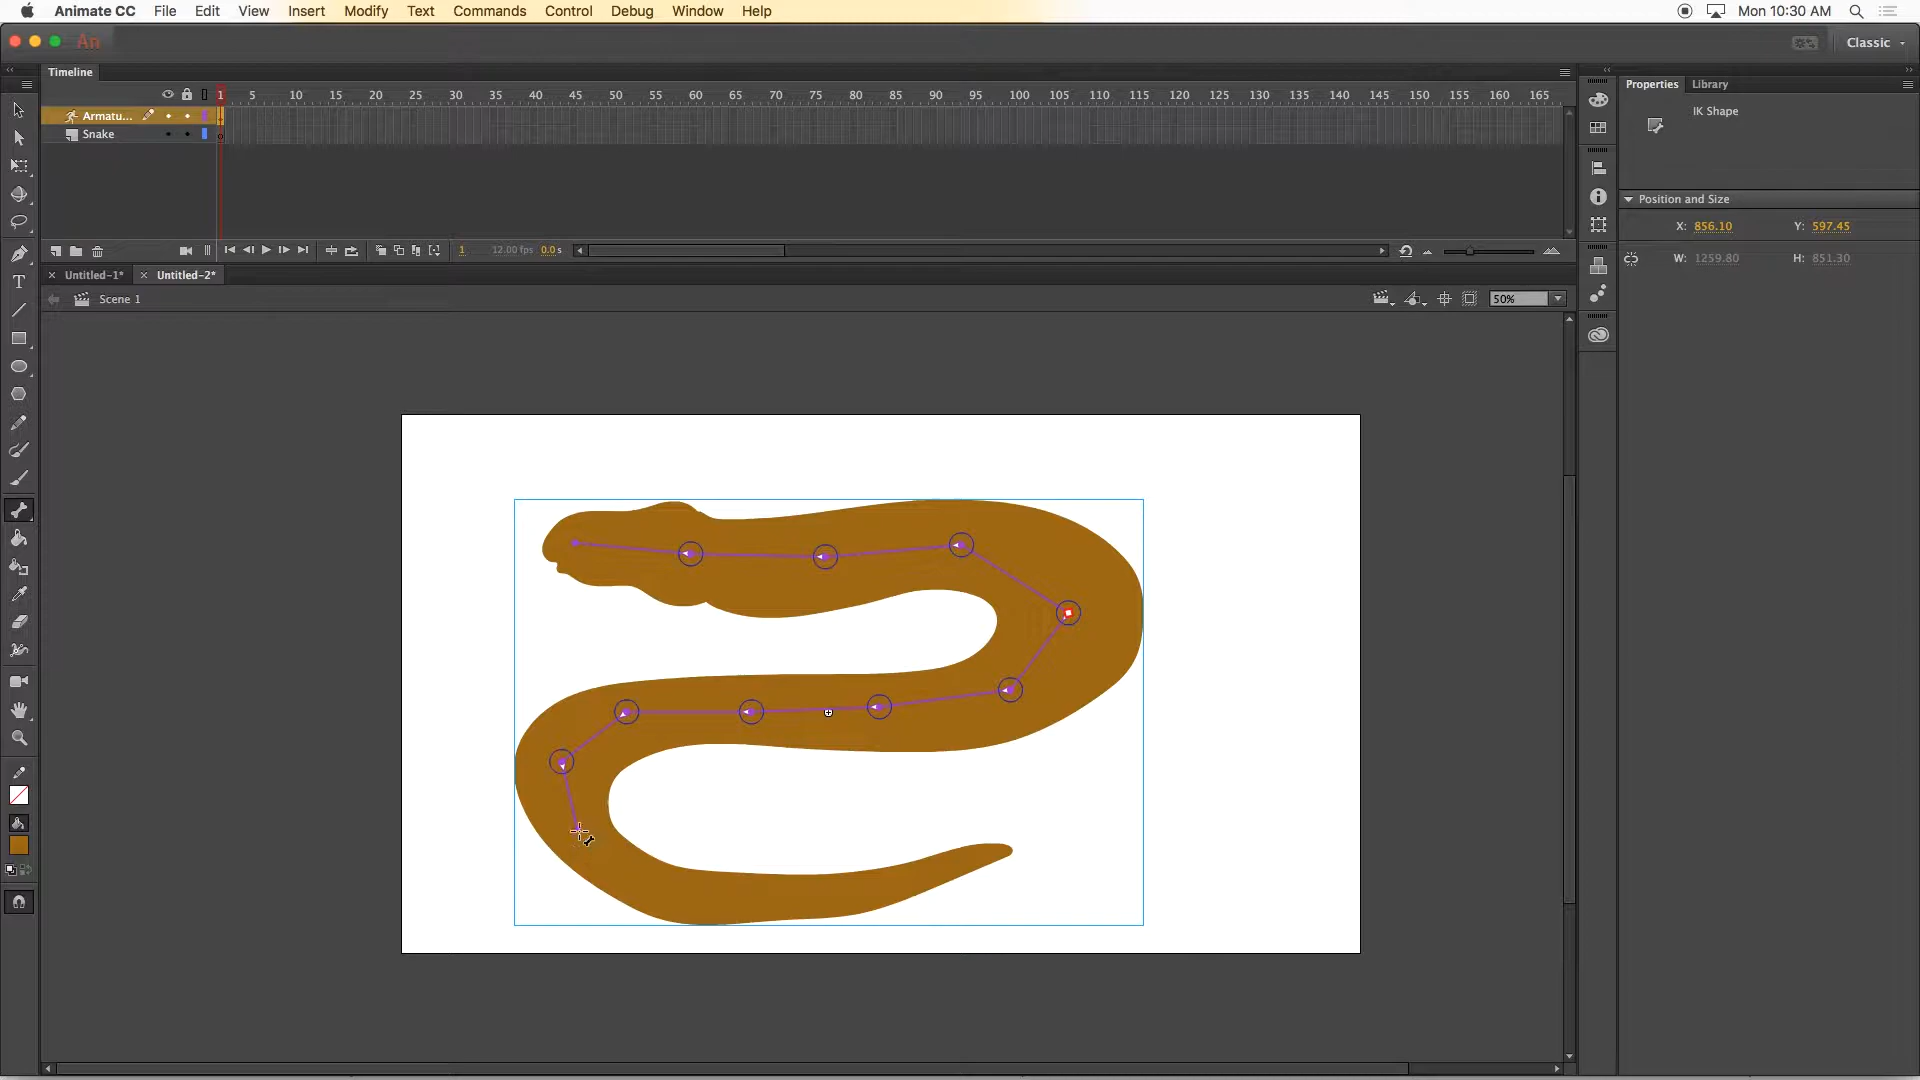 Animate CC File Edit View Insert Modify Text Commands Control Debug Window Help Mon 10:30 AM
An Classic
Timeline Properties Library
1 5 10 15 20 25 30 35 40 45 50 55 60 65 70 75 80 85 90 95 100 105 110 115 120 125 130 135 140 145 150 155 160 165
Armatu...
Snake
IK Shape
Position and Size
X: 856.10 Y: 597.45
W: 1259.80 H: 851.30
1 12.00 fps 0.0 s
Untitled-1* Untitled-2*
Scene 1 50%
T